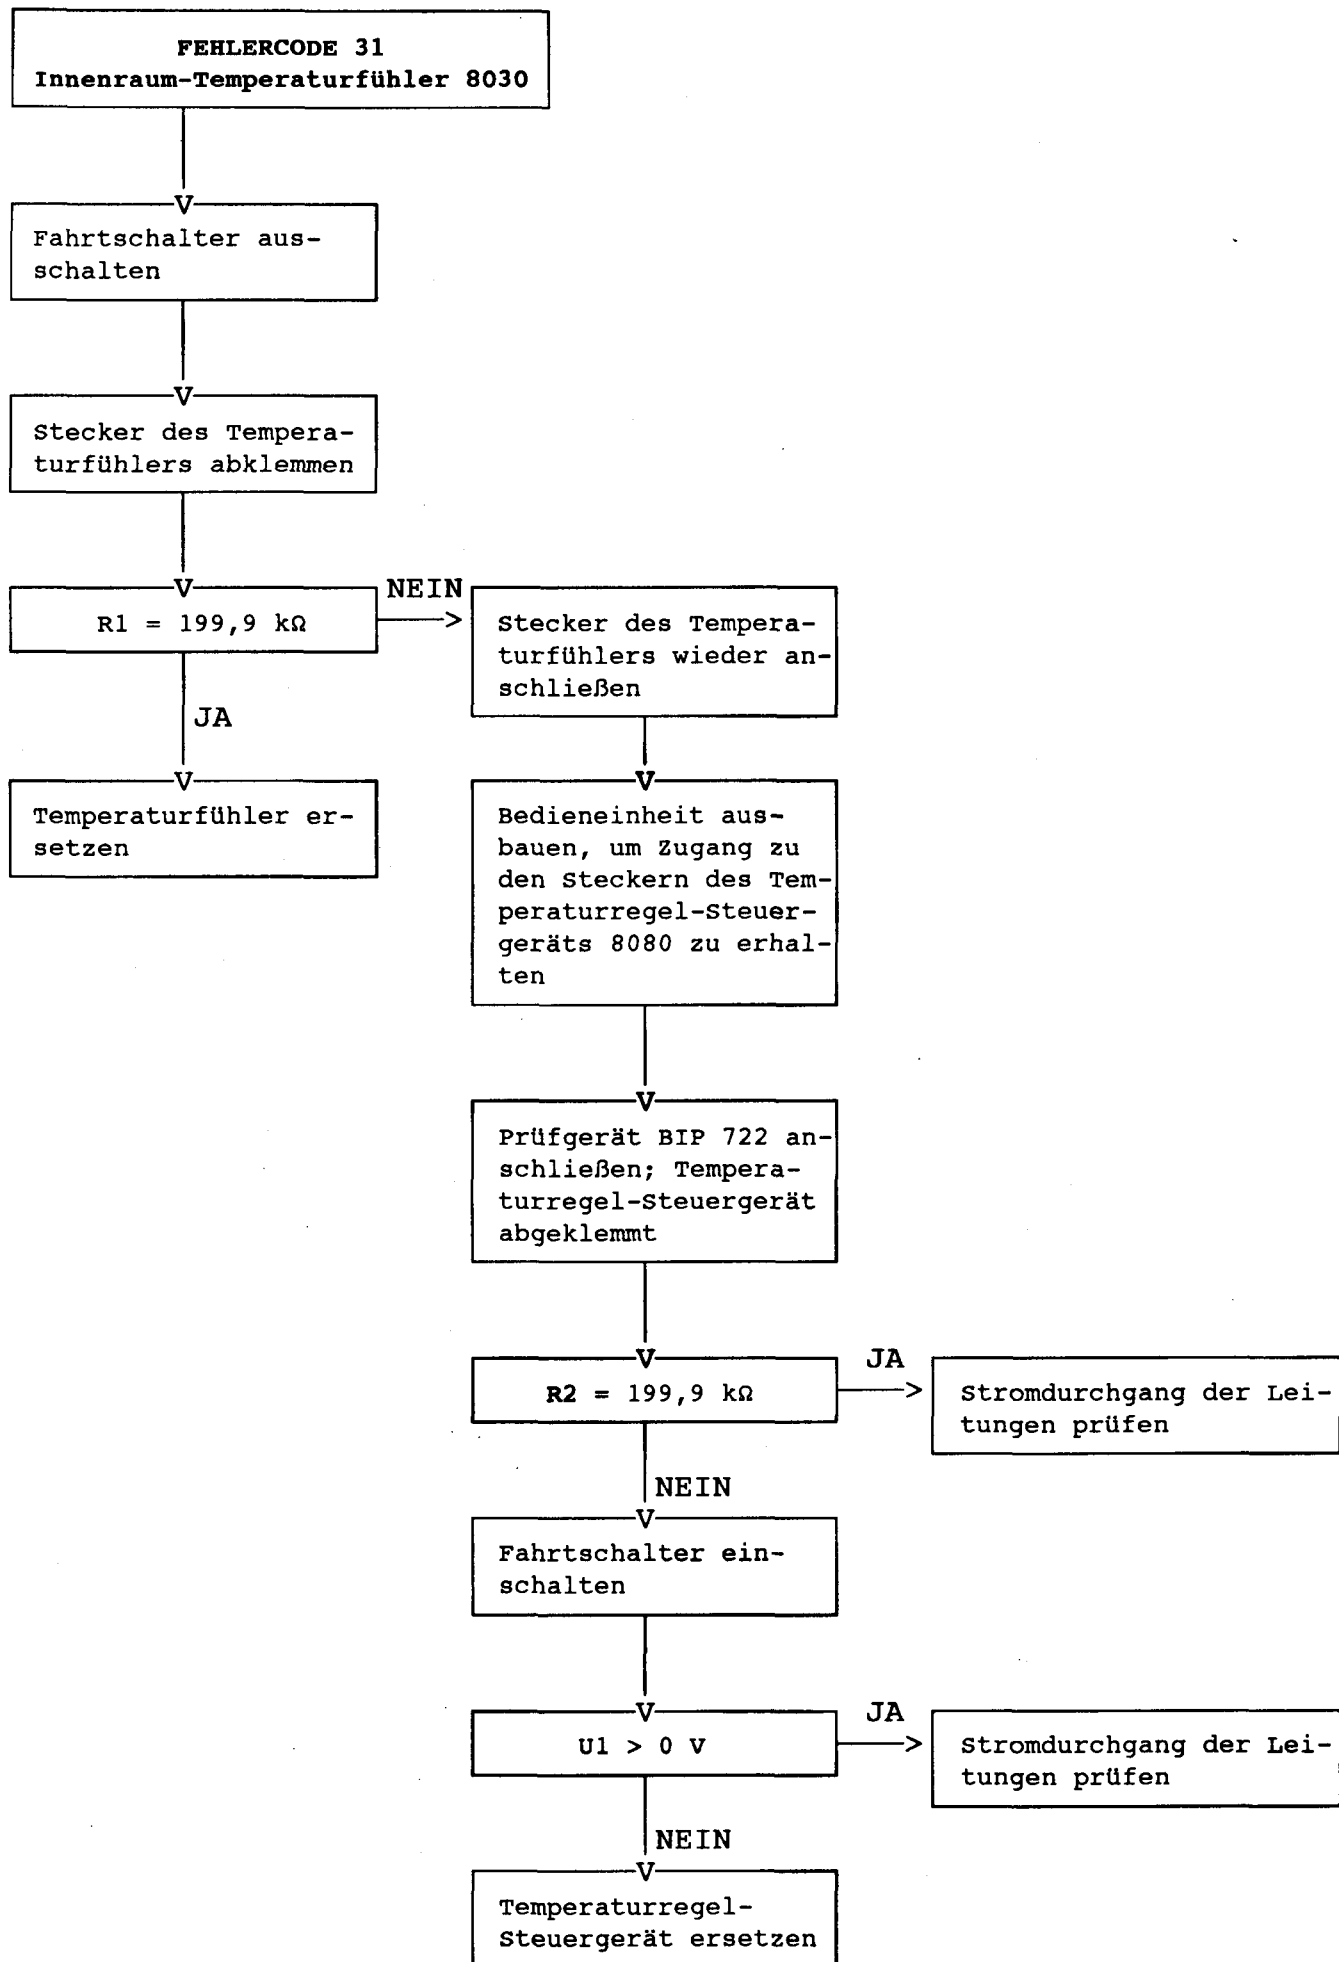 FEHLERCODE 31
Innenraum-Temperaturfühler 8030
Fahrtschalter aus-
schalten
Stecker des Tempera-
turfühlers abklemmen
R1 = 199,9 kΩ
NEIN
JA
Temperaturfühler er-
setzen
Stecker des Tempera-
turfühlers wieder an-
schließen
Bedieneinheit aus-
bauen, um Zugang zu
den Steckern des Tem-
peraturregel-Steuer-
geräts 8080 zu erhal-
ten
Prüfgerät BIP 722 an-
schließen; Tempera-
turregel-Steuergerät
abgeklemmt
R2 = 199,9 kΩ
JA
Stromdurchgang der Lei-
tungen prüfen
NEIN
Fahrtschalter ein-
schalten
U1 > 0 V
JA
Stromdurchgang der Lei-
tungen prüfen
NEIN
Temperaturregel-
Steuergerät ersetzen